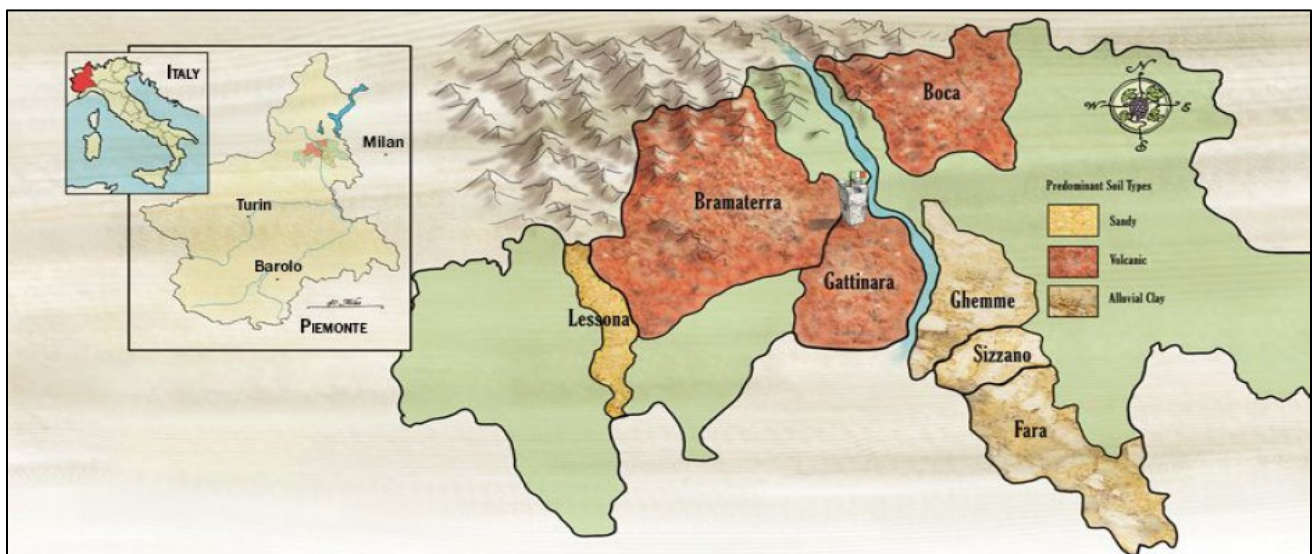 ITALY
Milan
Turin
Barolo
PIEMONTE
Boca
Bramaterra
Gattinara
Lessona
Ghemme
Sizzano
Fara
N
W
S
S
Predominant Soil Types
Sandy
Volcanic
Alluvial Clay